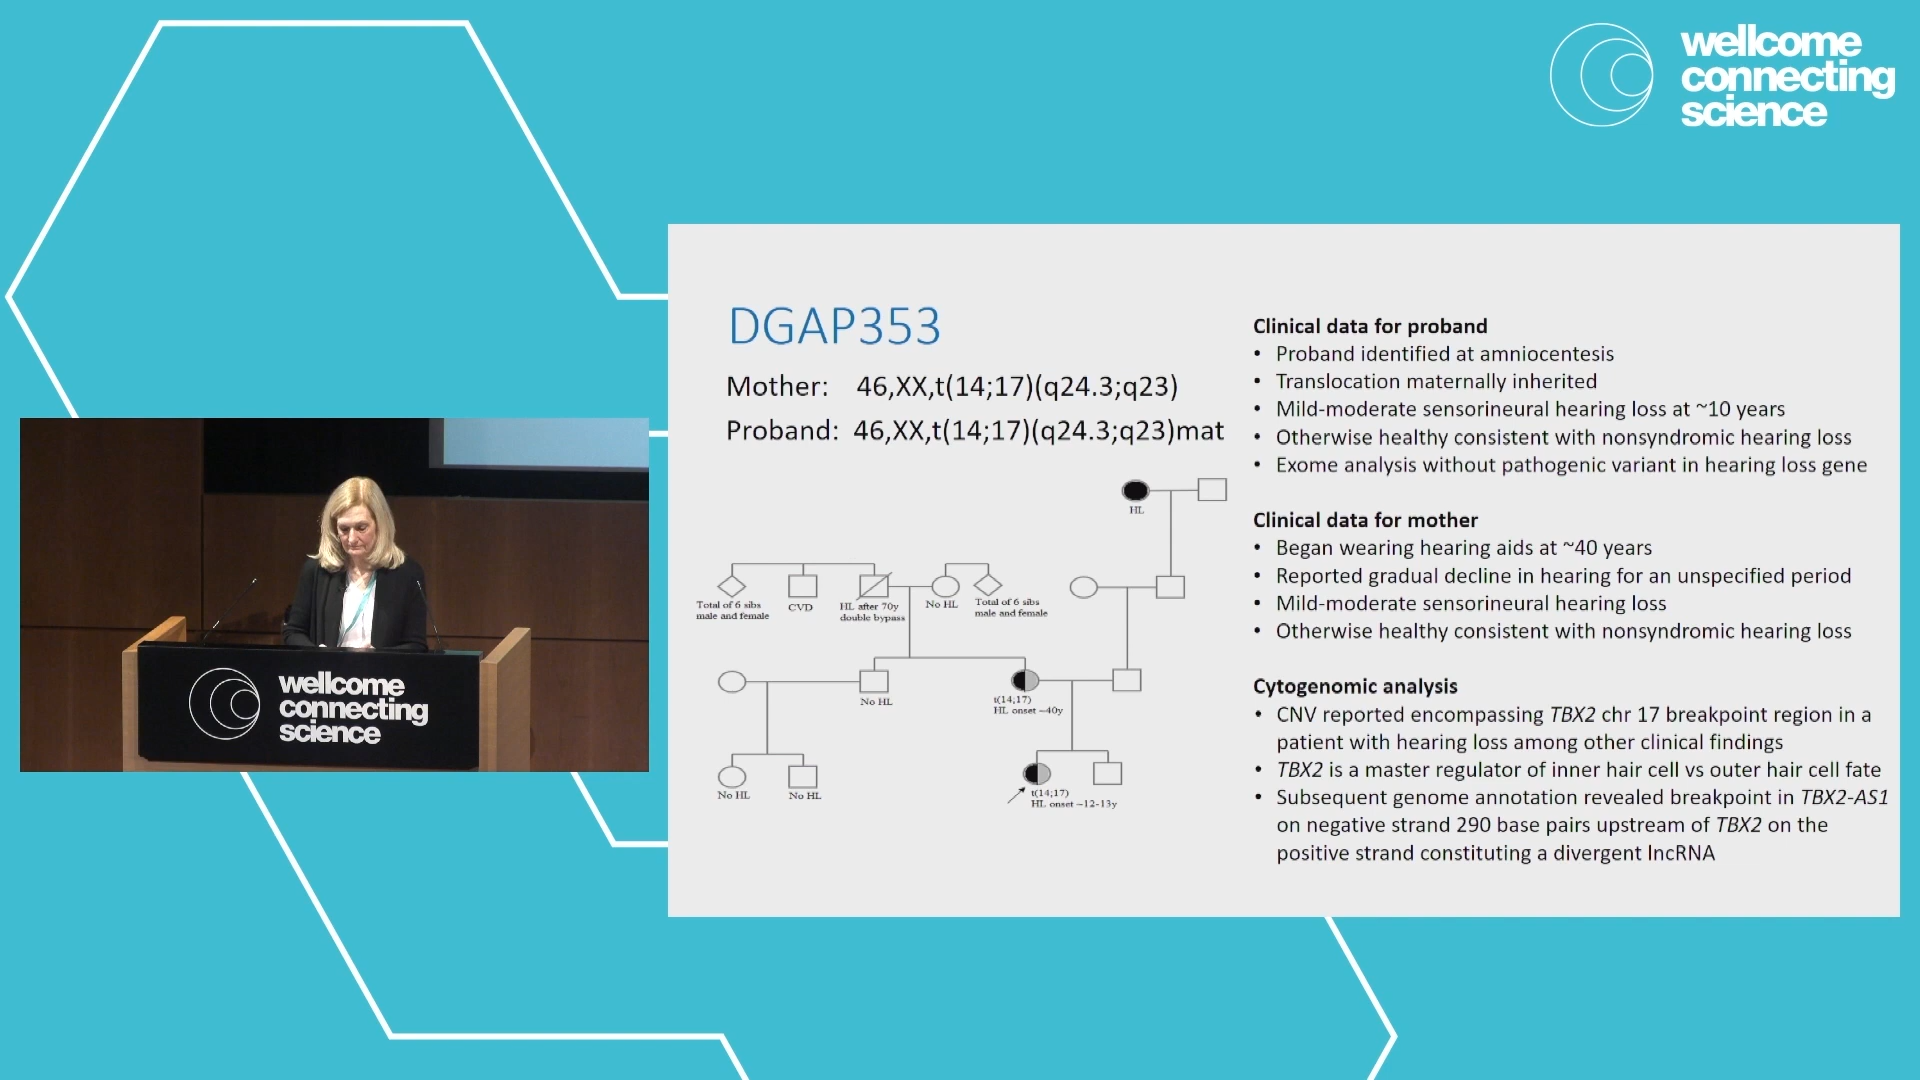 wellcome
connecting
science
DGAP353
Mother: 46,XX,t(14;17)(q24.3;q23)
Proband: 46,XX,t(14;17)(q24.3;q23)mat
HL
Total of 6 sibs
male and female
CVD
HL after 70y
double bypass
No HL
Total of 6 sibs
male and female
No HL
t(14;17)
HL onset ~40y
No HL
No HL
t(14;17)
HL onset ~12-13y
Clinical data for proband
• Proband identified at amniocentesis
• Translocation maternally inherited
• Mild-moderate sensorineural hearing loss at ~10 years
• Otherwise healthy consistent with nonsyndromic hearing loss
• Exome analysis without pathogenic variant in hearing loss gene
Clinical data for mother
• Began wearing hearing aids at ~40 years
• Reported gradual decline in hearing for an unspecified period
• Mild-moderate sensorineural hearing loss
• Otherwise healthy consistent with nonsyndromic hearing loss
Cytogenomic analysis
• CNV reported encompassing TBX2 chr 17 breakpoint region in a
patient with hearing loss among other clinical findings
• TBX2 is a master regulator of inner hair cell vs outer hair cell fate
• Subsequent genome annotation revealed breakpoint in TBX2-AS1
on negative strand 290 base pairs upstream of TBX2 on the
positive strand constituting a divergent lncRNA
wellcome
connecting
science